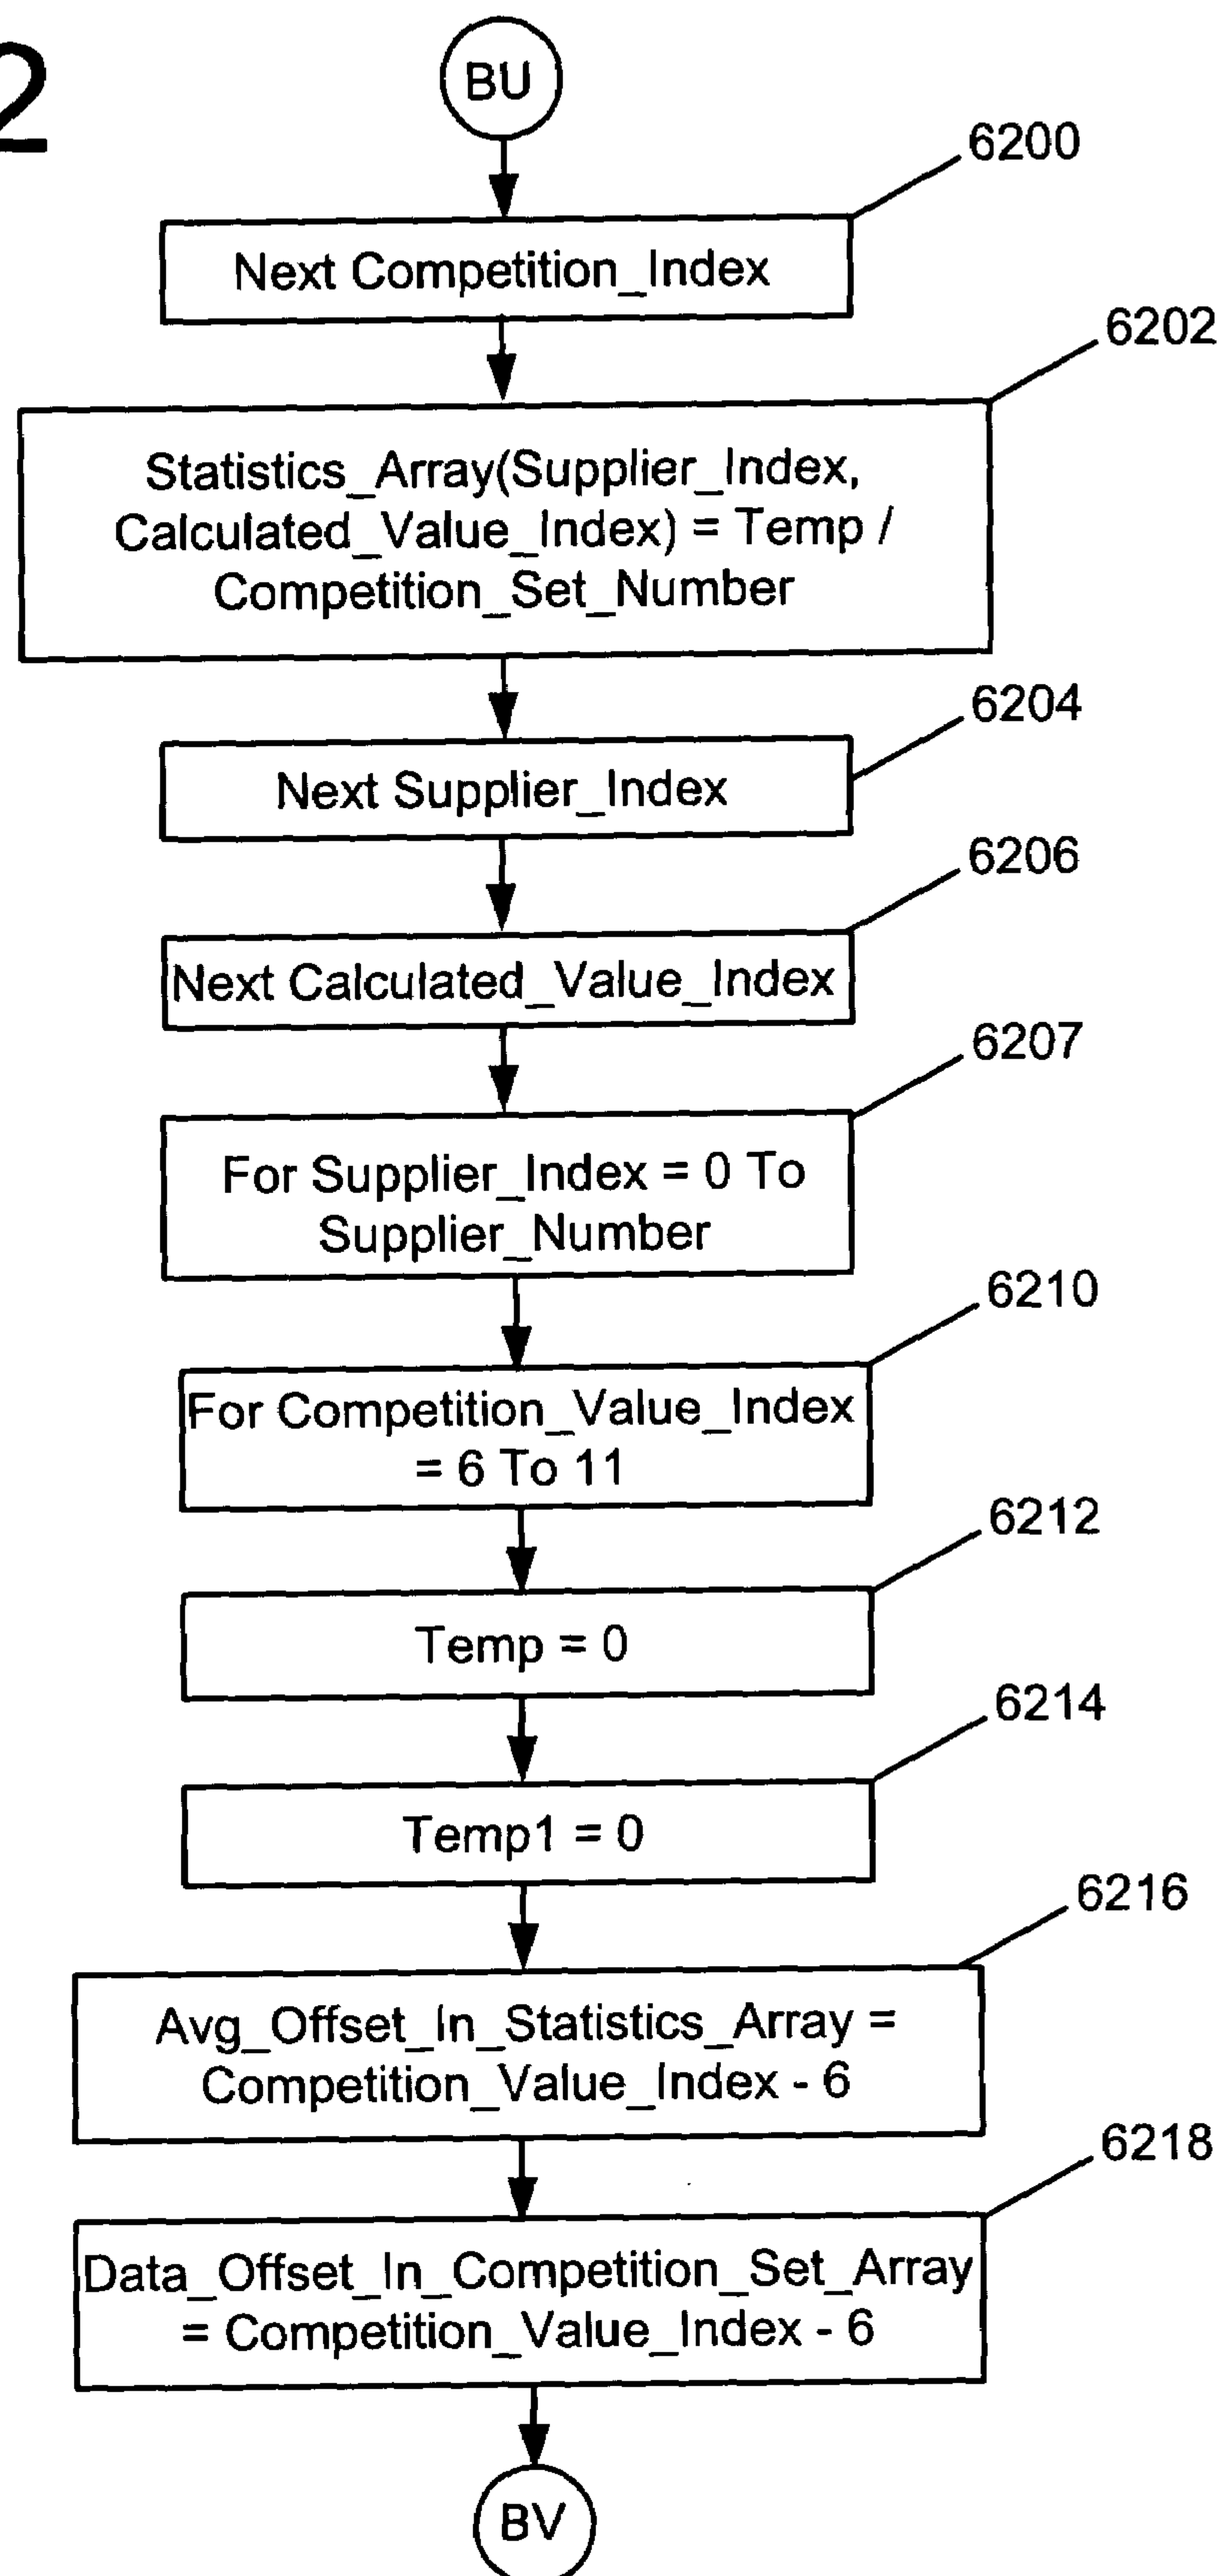 2
BU
6200
Next Competition_Index
6202
Statistics_Array(Supplier_Index,
Calculated_Value_Index) = Temp /
Competition_Set_Number
6204
Next Supplier_Index
6206
Next Calculated_Value_Index
6207
For Supplier_Index = 0 To
Supplier_Number
6210
For Competition_Value_Index
= 6 To 11
6212
Temp = 0
6214
Temp1 = 0
6216
Avg_Offset_In_Statistics_Array =
Competition_Value_Index - 6
6218
Data_Offset_In_Competition_Set_Array
= Competition_Value_Index - 6
BV